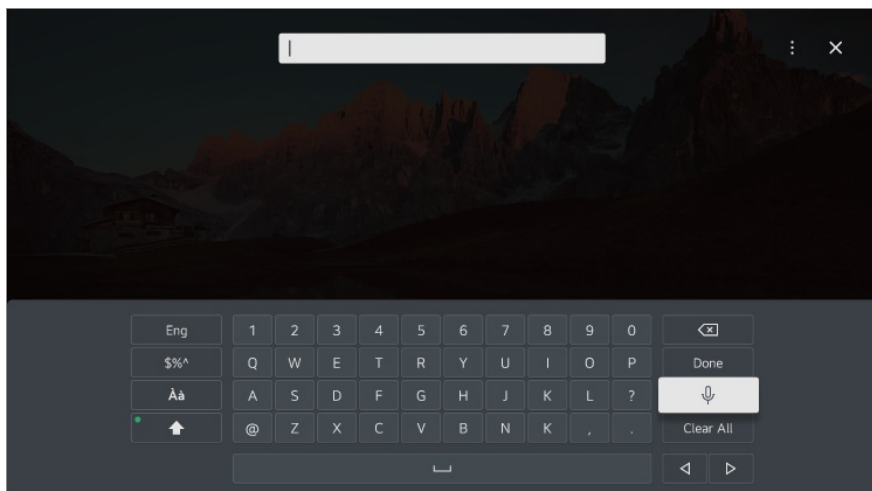 Eng 1 2 3 4 5 6 7 8 9 0
$%^ Q W E T R Y U I O P Done
Àà A S D F G H J K L ?
@ Z X C V B N K , . Clear All